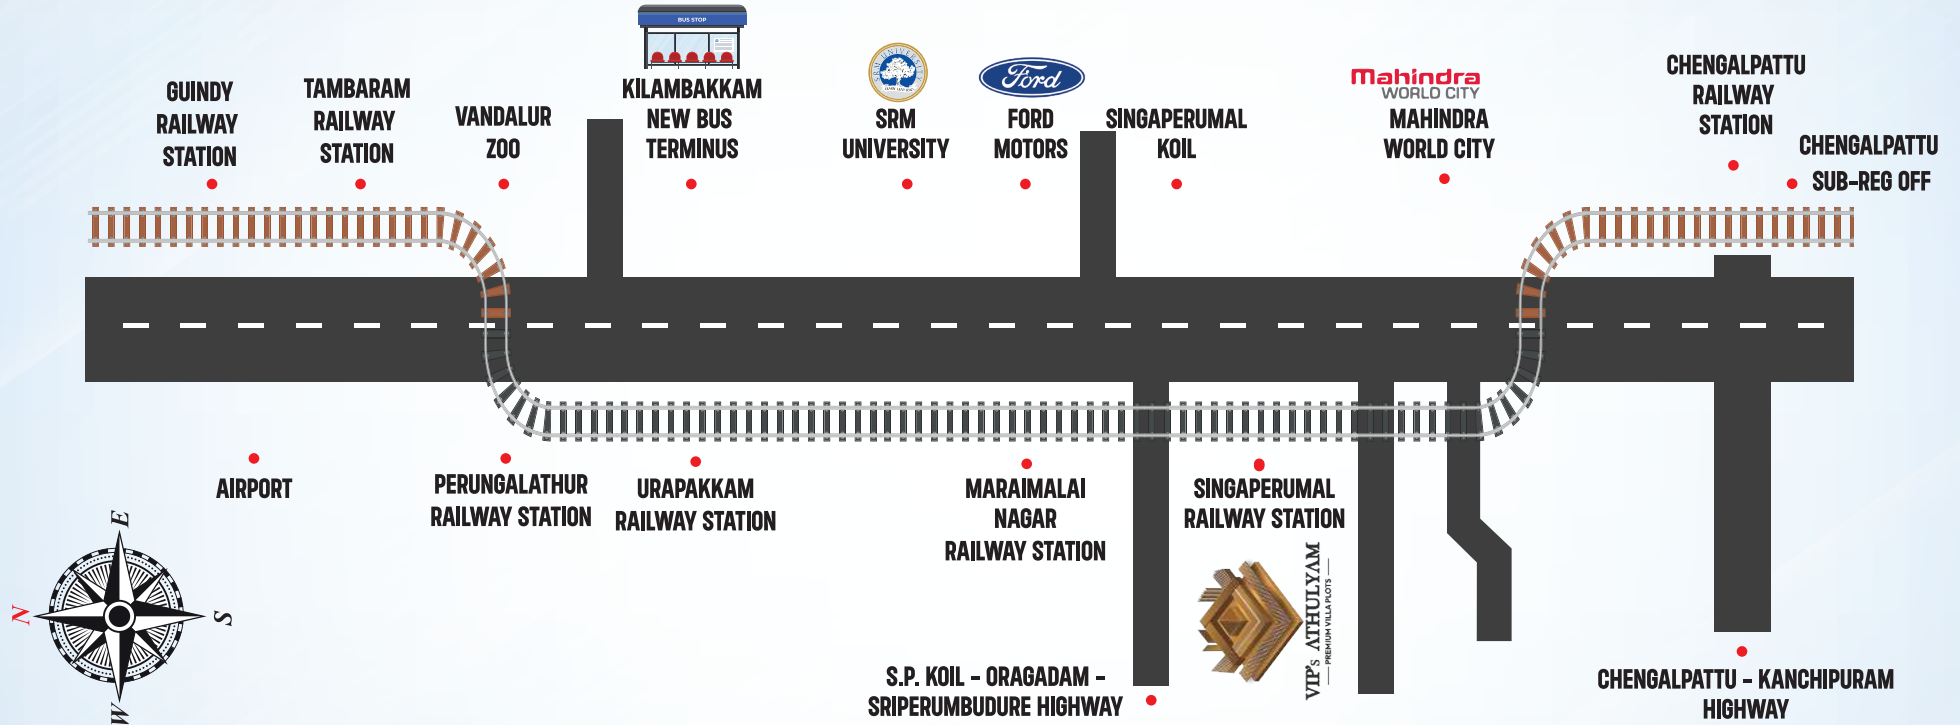 BUS STOP
GUINDY
RAILWAY
STATION
TAMBARAM
RAILWAY
STATION
VANDALUR
ZOO
KILAMBAKKAM
NEW BUS
TERMINUS
SRM UNIVERSITY
SRM
UNIVERSITY
Ford
FORD
MOTORS
SINGAPERUMAL
KOIL
Mahindra
WORLD CITY
MAHINDRA
WORLD CITY
CHENGALPATTU
RAILWAY
STATION
CHENGALPATTU
SUB-REG OFF
AIRPORT
PERUNGALATHUR
RAILWAY STATION
URAPAKKAM
RAILWAY STATION
MARAIMALAI
NAGAR
RAILWAY STATION
SINGAPERUMAL
RAILWAY STATION
VIP's ATHULYAM
PREMIUM VILLA PLOTS
S.P. KOIL - ORAGADAM -
SRIPERUMBUDURE HIGHWAY
CHENGALPATTU - KANCHIPURAM
HIGHWAY
E
N
S
W